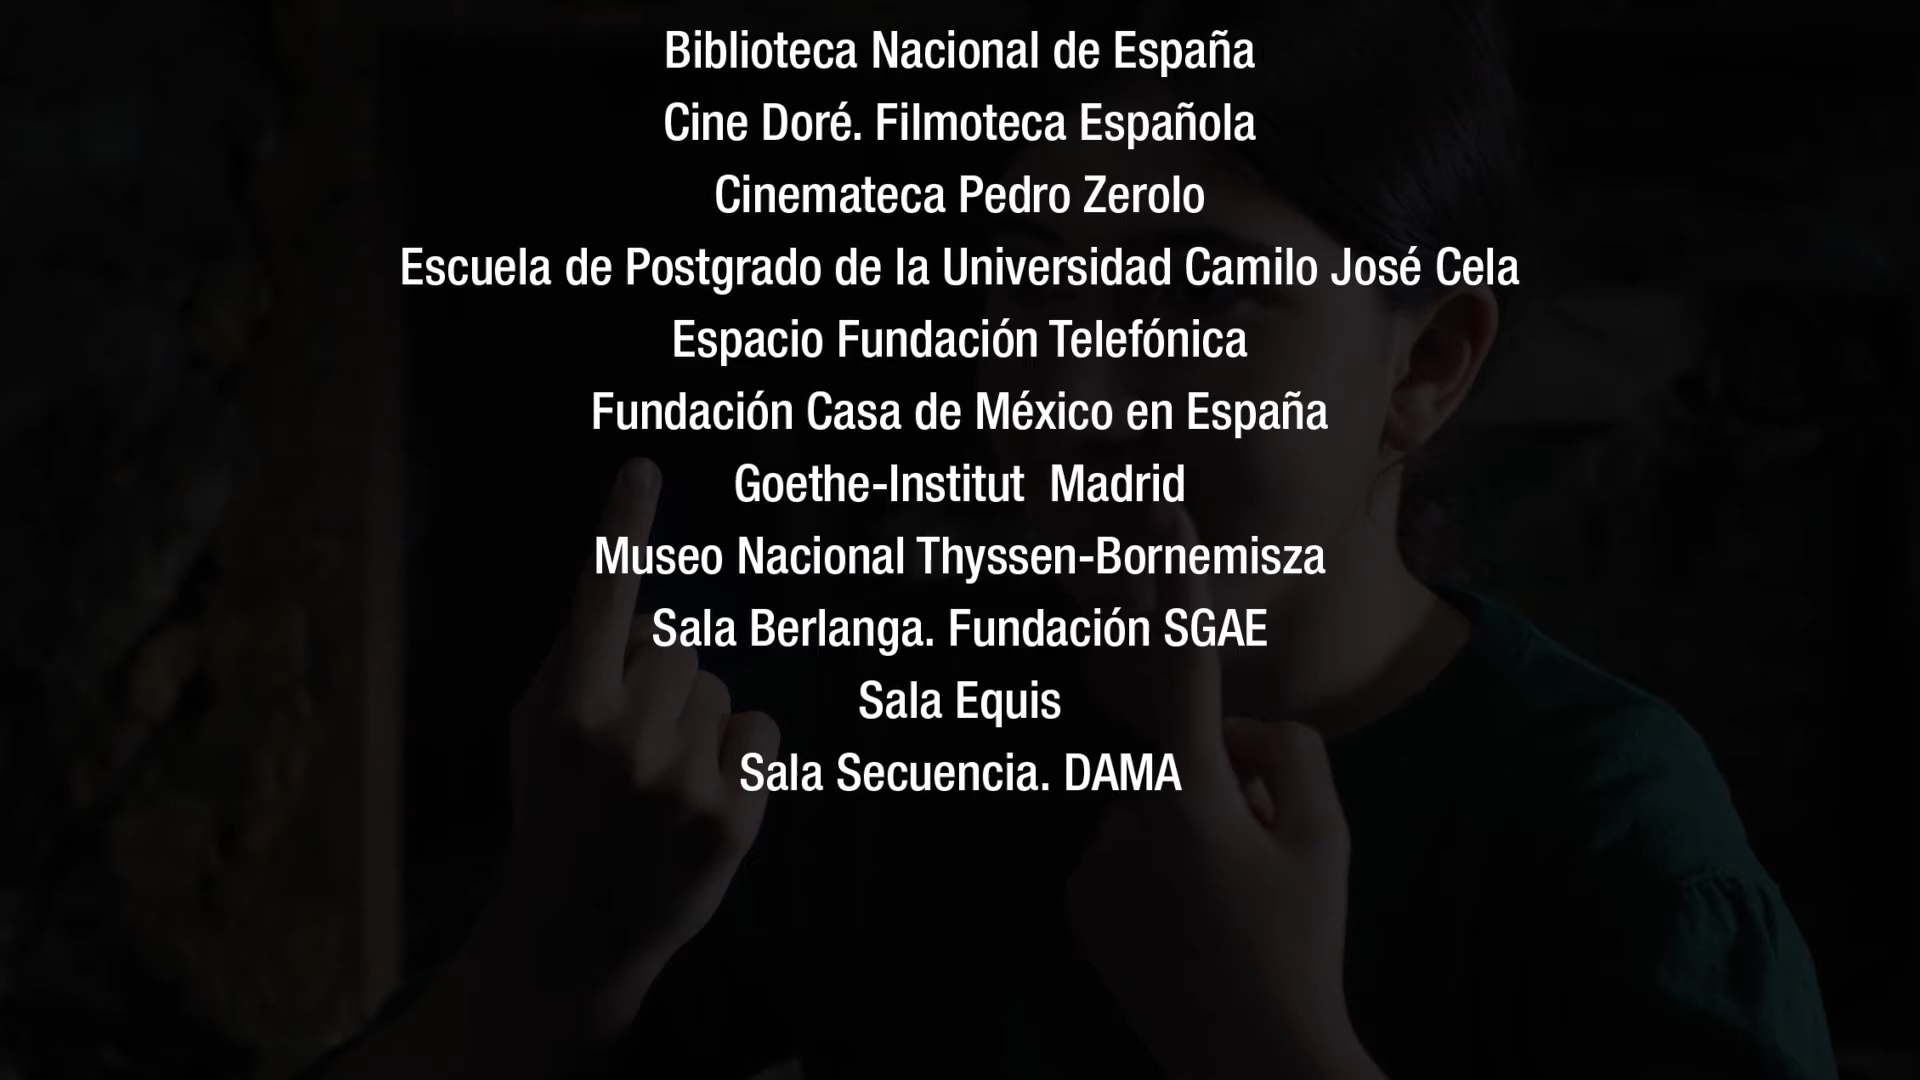 Biblioteca Nacional de España
Cine Doré. Filmoteca Española
Cinemateca Pedro Zerolo
Escuela de Postgrado de la Universidad Camilo José Cela
Espacio Fundación Telefónica
Fundación Casa de México en España
Goethe-Institut  Madrid
Museo Nacional Thyssen-Bornemisza
Sala Berlanga. Fundación SGAE
Sala Equis
Sala Secuencia. DAMA